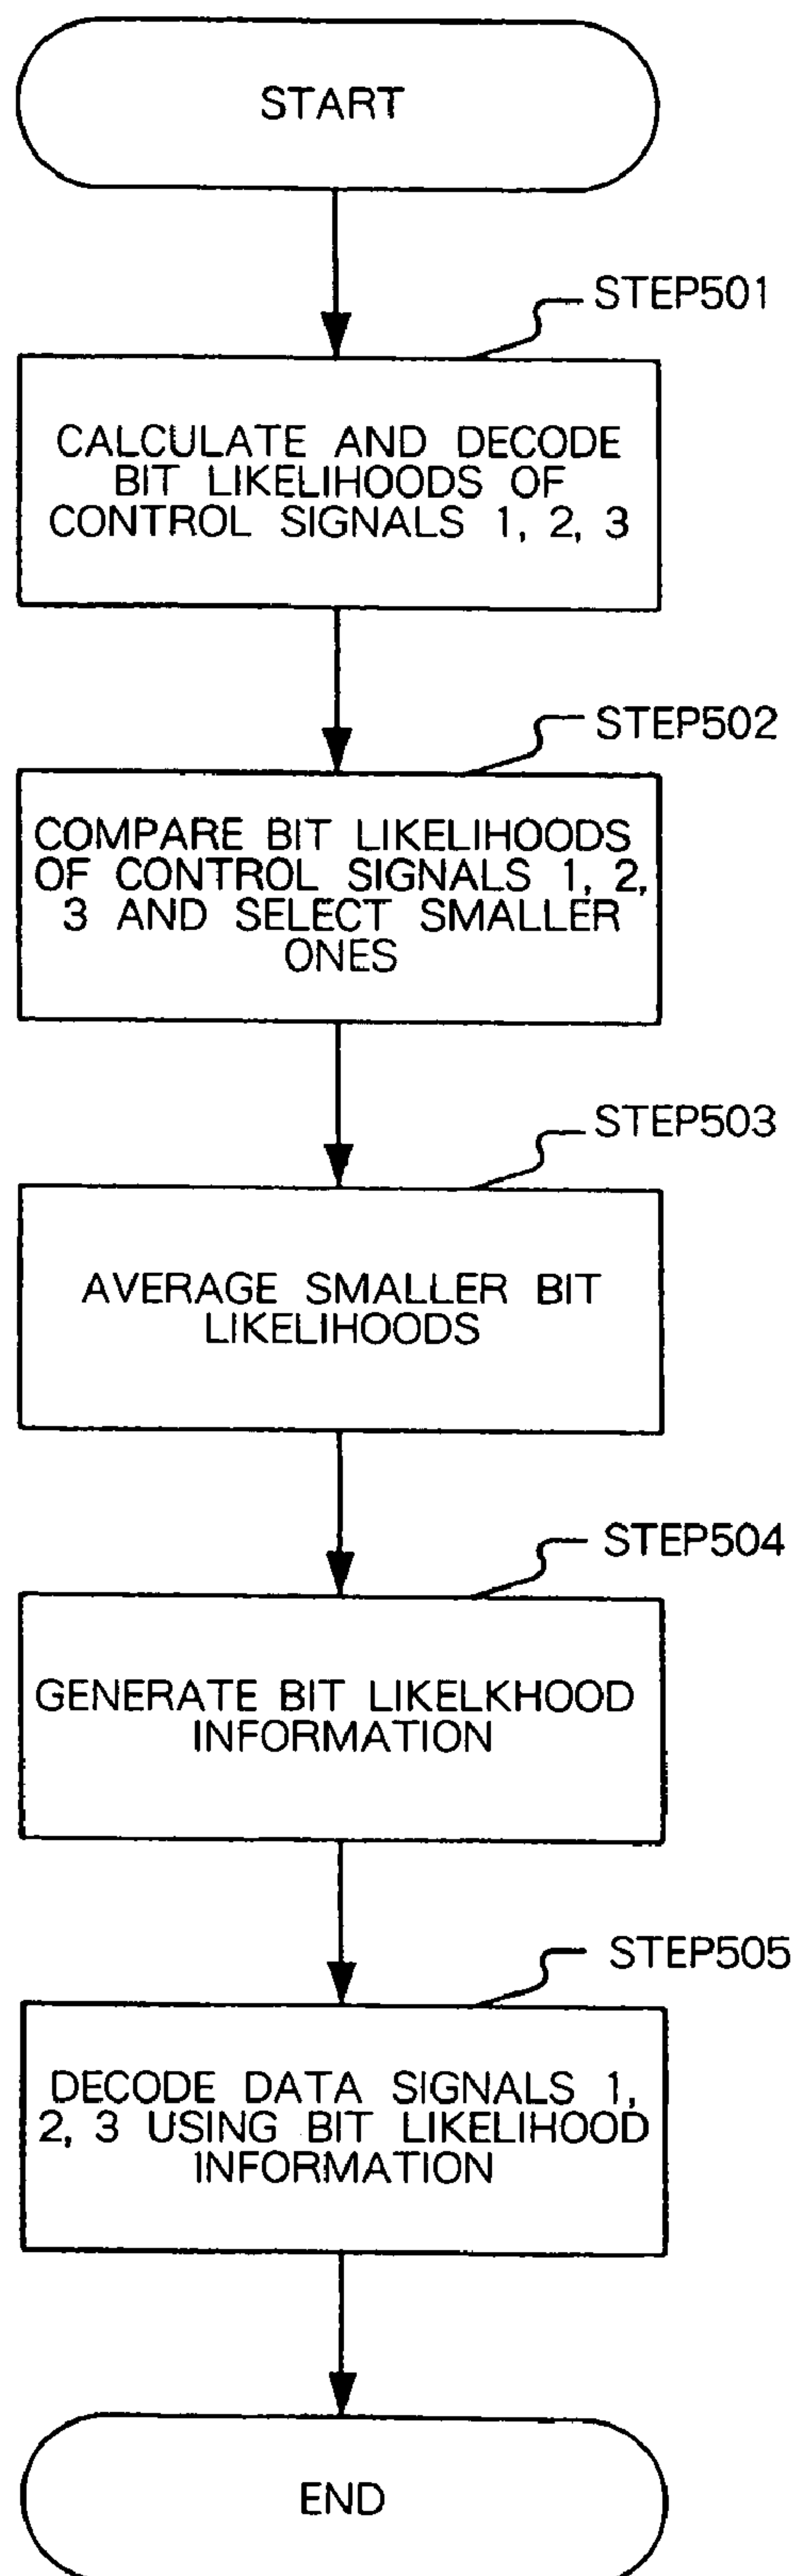 START
STEP501
CALCULATE AND DECODE
BIT LIKELIHOODS OF
CONTROL SIGNALS 1, 2, 3
STEP502
COMPARE BIT LIKELIHOODS
OF CONTROL SIGNALS 1, 2,
3 AND SELECT SMALLER
ONES
STEP503
AVERAGE SMALLER BIT
LIKELIHOODS
STEP504
GENERATE BIT LIKELKHOOD
INFORMATION
STEP505
DECODE DATA SIGNALS 1,
2, 3 USING BIT LIKELIHOOD
INFORMATION
END